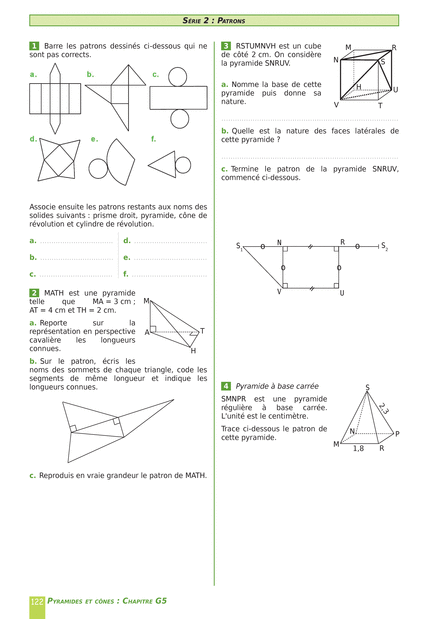 SÉRIE 2 : PATRONS
1 Barre les patrons dessinés ci-dessous qui ne
sont pas corrects.
a.
b.
c.
d.
e.
f.
Associe ensuite les patrons restants aux noms des
solides suivants : prisme droit, pyramide, cône de
révolution et cylindre de révolution.
a. ..............................
d. ..............................
b. ..............................
e. ..............................
c. ..............................
f. ..............................
2 MATH est une pyramide
telle que MA = 3 cm ;
AT = 4 cm et TH = 2 cm.
a. Reporte sur la
représentation en perspective
cavalière les longueurs
connues.
M
A
T
H
b. Sur le patron, écris les
noms des sommets de chaque triangle, code les
segments de même longueur et indique les
longueurs connues.
c. Reproduis en vraie grandeur le patron de MATH.
3 RSTUMNVH est un cube
de côté 2 cm. On considère
la pyramide SNRUV.
a. Nomme la base de cette
pyramide puis donne sa
nature.
M
R
N
S
H
U
V
T
b. Quelle est la nature des faces latérales de
cette pyramide ?
c. Termine le patron de la pyramide SNRUV,
commencé ci-dessous.
S1
N
R
S2
V
U
4 Pyramide à base carrée
SMNPR est une pyramide
régulière à base carrée.
L'unité est le centimètre.
Trace ci-dessous le patron de
cette pyramide.
S
2,3
N
P
M
1,8
R
122 PYRAMIDES ET CÔNES : CHAPITRE G5